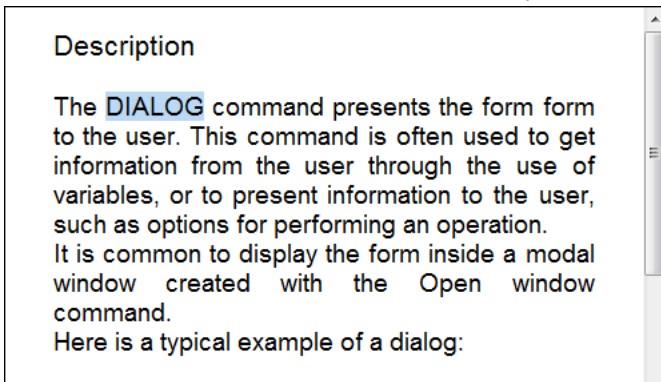 Description
The DIALOG command presents the form form
to the user. This command is often used to get
information from the user through the use of
variables, or to present information to the user,
such as options for performing an operation.
It is common to display the form inside a modal
window created with the Open window
command.
Here is a typical example of a dialog: